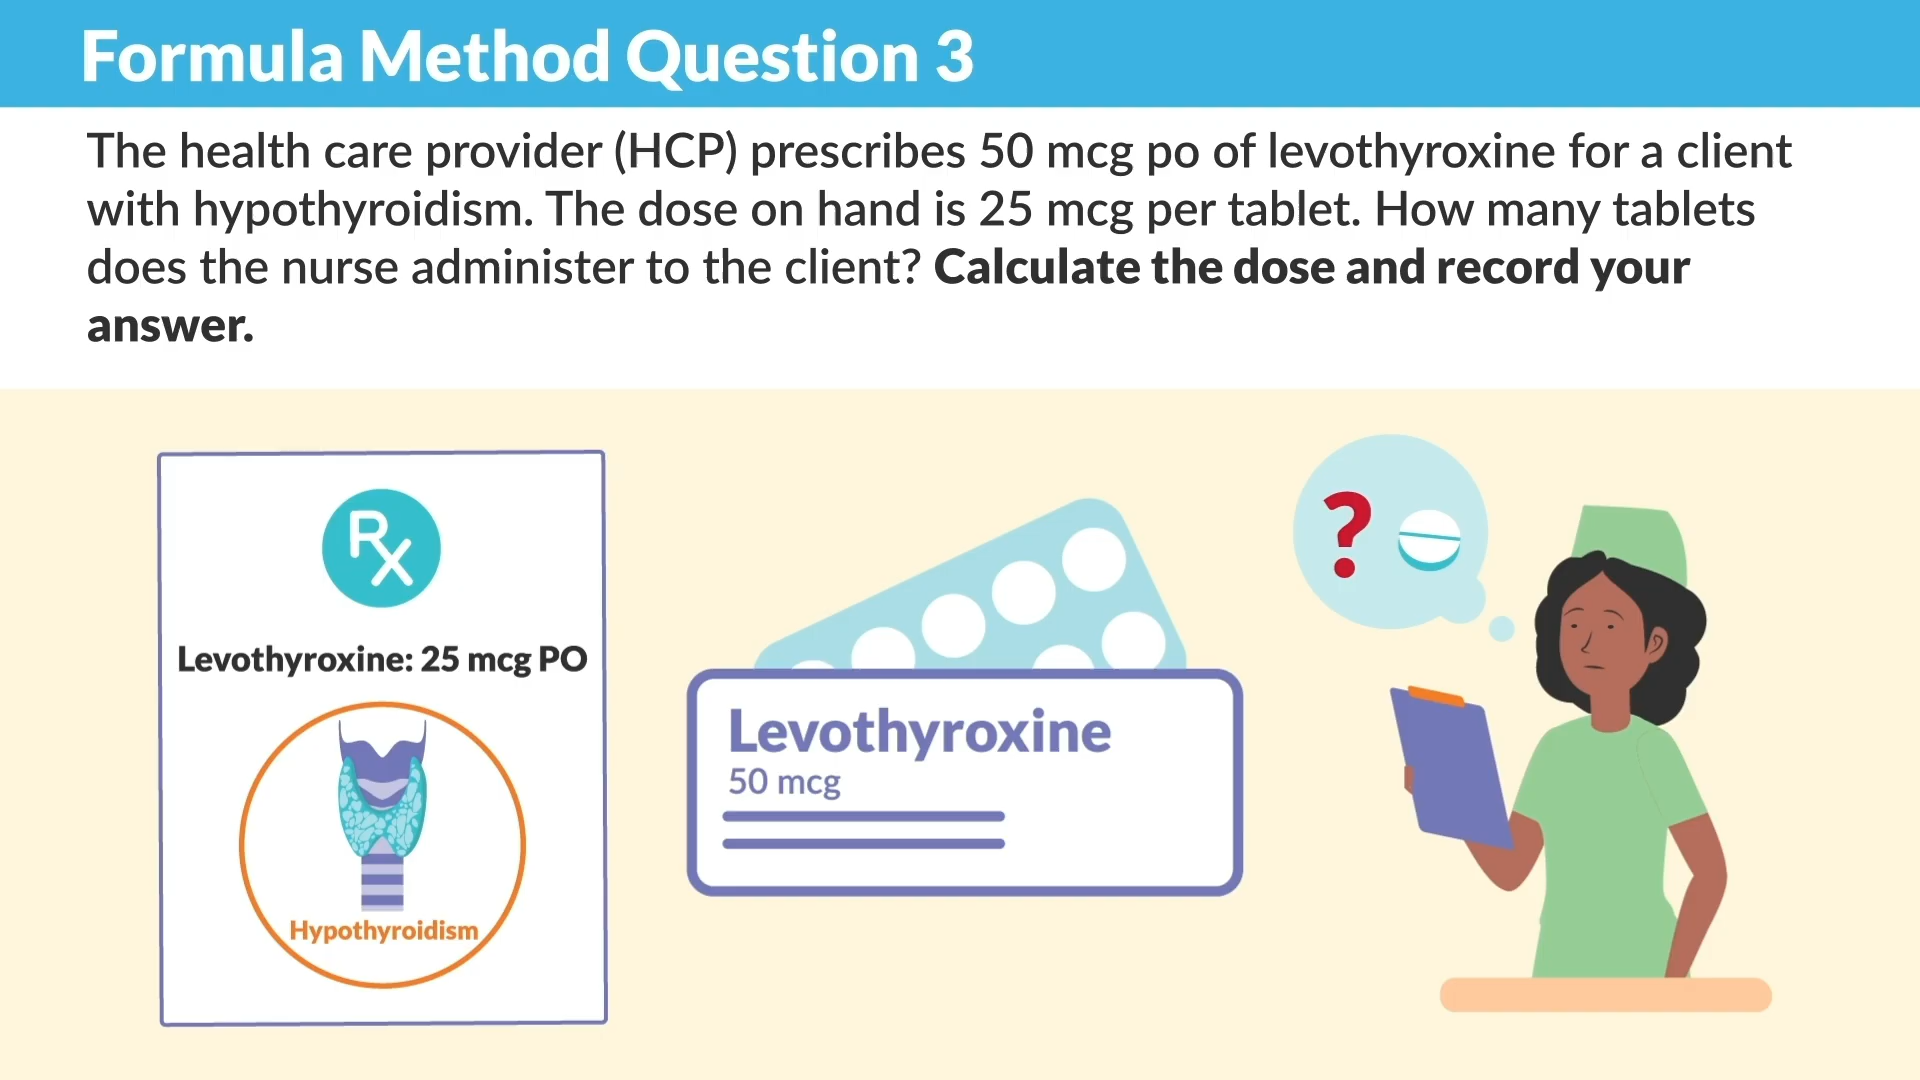 Formula Method Question 3
The health care provider (HCP) prescribes 50 mcg po of levothyroxine for a client
with hypothyroidism. The dose on hand is 25 mcg per tablet. How many tablets
does the nurse administer to the client? Calculate the dose and record your
answer.
Rx
Levothyroxine: 25 mcg PO
Hypothyroidism
Levothyroxine
50 mcg
?